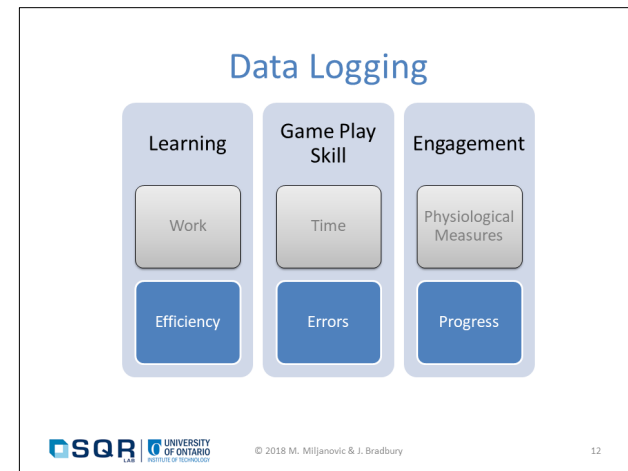 Data Logging
Learning
Work
Efficiency
Game Play
Skill
Time
Errors
Engagement
Physiological
Measures
Progress
SQR
LAB
UNIVERSITY
OF ONTARIO
INSTITUTE OF TECHNOLOGY
© 2018 M. Miljanovic & J. Bradbury
12